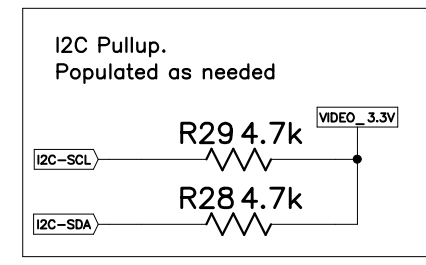 I2C Pullup.
Populated as needed
VIDEO_3.3V
R29 4.7k
I2C-SCL
R28 4.7k
I2C-SDA